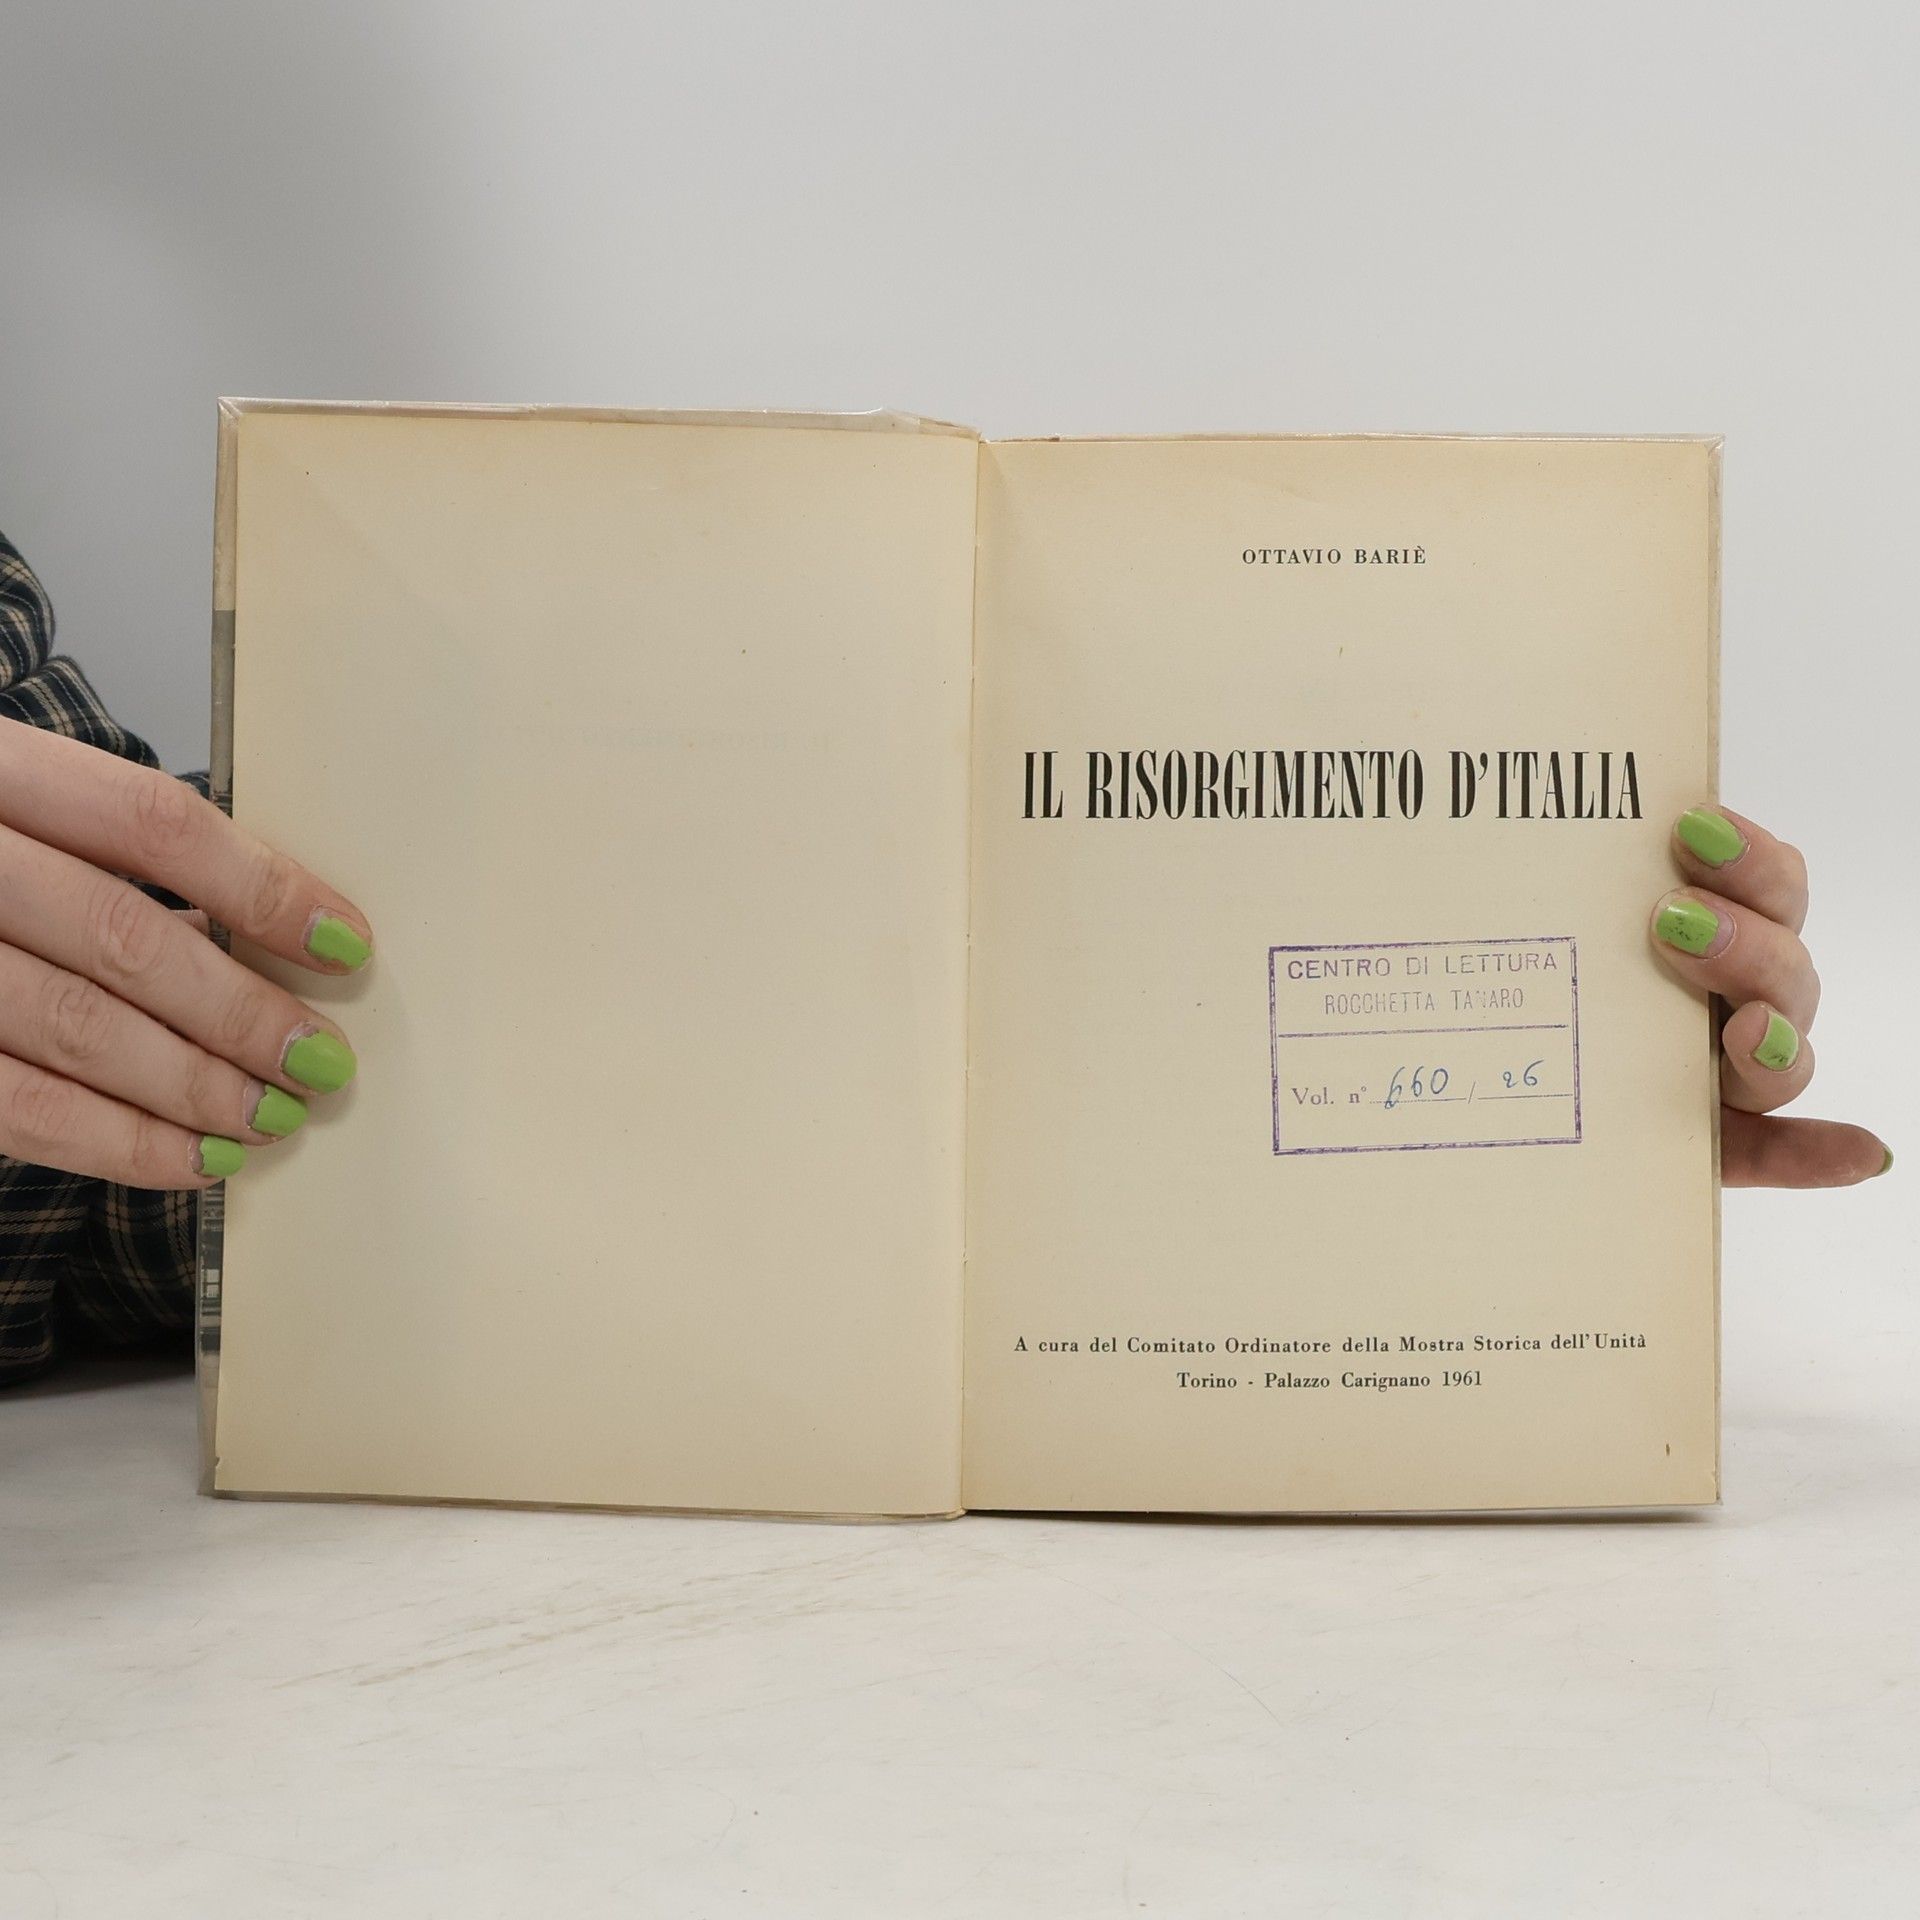 OTTAVIO BARIÈ
IL RISORGIMENTO D'ITALIA
CENTRO DI LETTURA
ROCCHETTA TANARO
Vol. n° 660 / 26
A cura del Comitato Ordinatore della Mostra Storica dell'Unità
Torino - Palazzo Carignano 1961